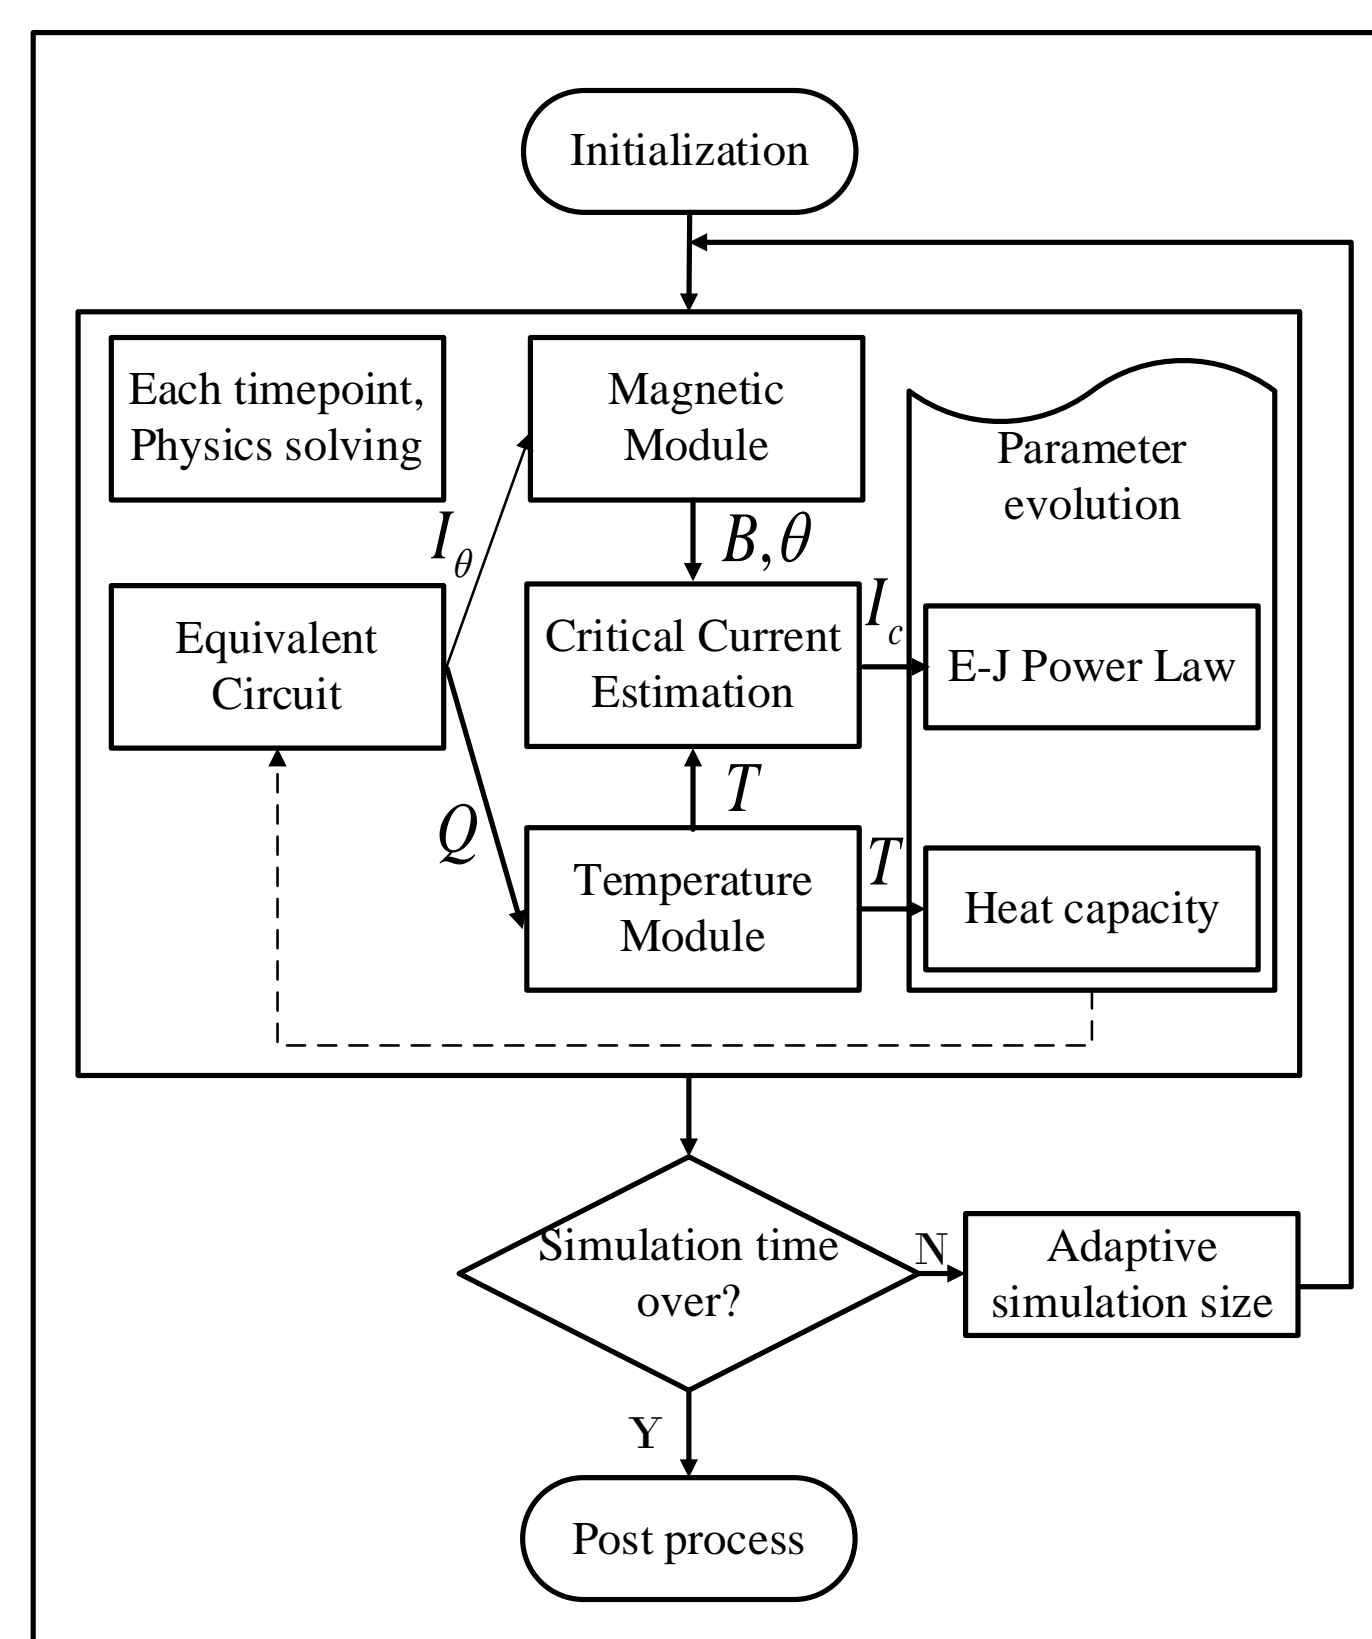 Initialization
Each timepoint,
Physics solving
Magnetic
Module
Parameter
evolution
I_θ
B,θ
Equivalent
Circuit
Critical Current
Estimation
I_c
E-J Power Law
Q
T
Temperature
Module
T
Heat capacity
Simulation time
over?
N
Adaptive
simulation size
Y
Post process